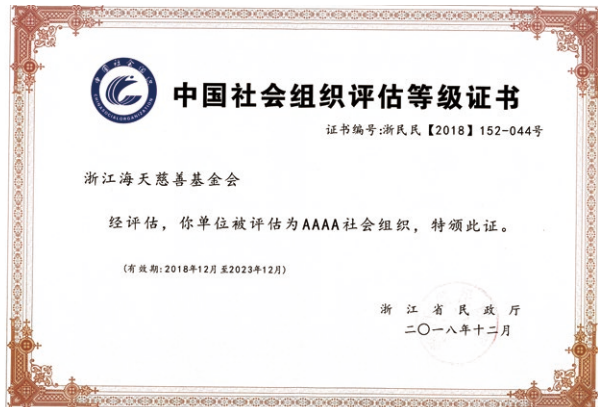 中国社会组织评估等级证书
证书编号:浙民民【2018】152-044号
浙江海天慈善基金会
经评估，你单位被评估为AAAA社会组织，特颁此证。
(有效期:2018年12月至2023年12月)
浙江省民政厅
二〇一八年十二月